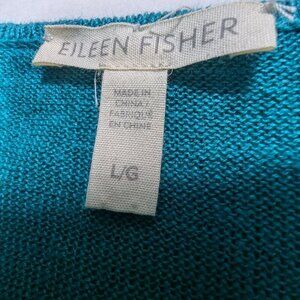 EILEEN FISHER
MADE IN
CHINA/
FABRIQUÉ
EN CHINE
L/G